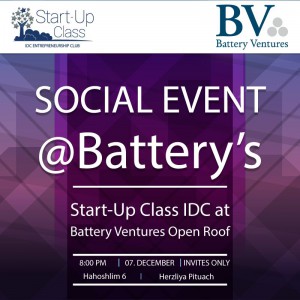 Start-Up
Class
IDC ENTREPRENEURSHIP CLUB
BV
Battery Ventures
SOCIAL EVENT
@Battery's
Start-Up Class IDC at
Battery Ventures Open Roof
8:00 PM | 07. DECEMBER | INVITES ONLY
Hahoshlim 6 | Herzliya Pituach